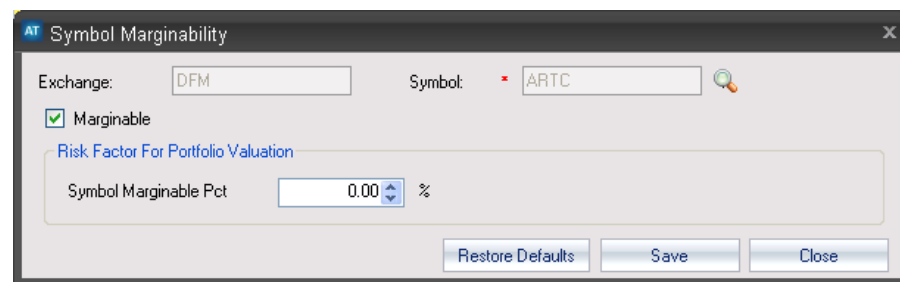 AT Symbol Marginability x
Exchange: DFM Symbol: * ARTC
Marginable
Risk Factor For Portfolio Valuation
Symbol Marginable Pct 0.00 %
Restore Defaults Save Close